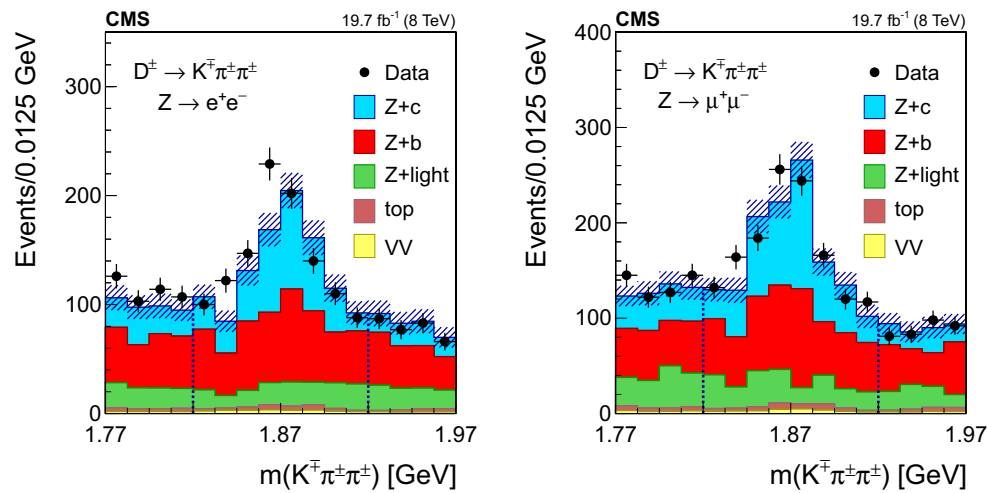 CMS 19.7 fb⁻¹ (8 TeV)
Events/0.0125 GeV
D± → K∓π±π±
Z → e⁺e⁻
Data
Z+c
Z+b
Z+light
top
VV
300
200
100
0
1.77 1.87 1.97
m(K∓π±π±) [GeV]
CMS 19.7 fb⁻¹ (8 TeV)
Events/0.0125 GeV
D± → K∓π±π±
Z → μ⁺μ⁻
Data
Z+c
Z+b
Z+light
top
VV
400
300
200
100
0
1.77 1.87 1.97
m(K∓π±π±) [GeV]